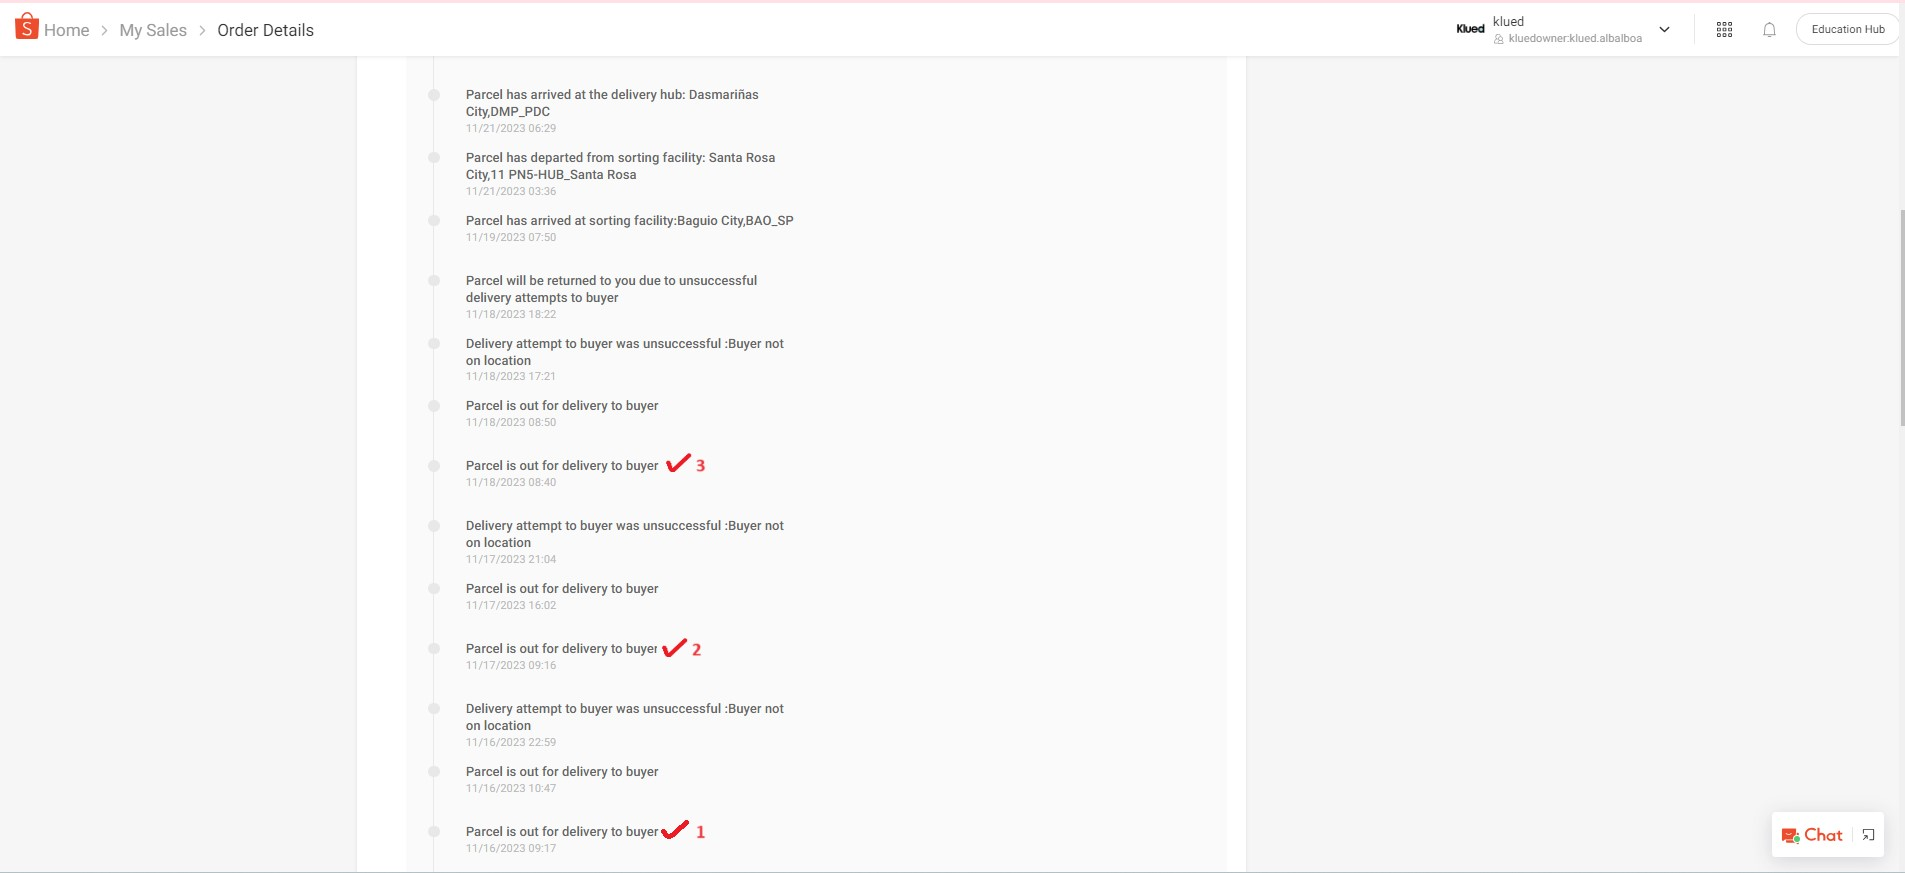 S Home > My Sales > Order Details
Klued klued
kluedowner:klued.albalboa
Education Hub
Parcel has arrived at the delivery hub: Dasmariñas
City,DMP_PDC
11/21/2023 06:29
Parcel has departed from sorting facility: Santa Rosa
City,11 PN5-HUB_Santa Rosa
11/21/2023 03:36
Parcel has arrived at sorting facility:Baguio City,BAO_SP
11/19/2023 07:50
Parcel will be returned to you due to unsuccessful
delivery attempts to buyer
11/18/2023 18:22
Delivery attempt to buyer was unsuccessful :Buyer not
on location
11/18/2023 17:21
Parcel is out for delivery to buyer
11/18/2023 08:50
Parcel is out for delivery to buyer 3
11/18/2023 08:40
Delivery attempt to buyer was unsuccessful :Buyer not
on location
11/17/2023 21:04
Parcel is out for delivery to buyer
11/17/2023 16:02
Parcel is out for delivery to buyer 2
11/17/2023 09:16
Delivery attempt to buyer was unsuccessful :Buyer not
on location
11/16/2023 22:59
Parcel is out for delivery to buyer
11/16/2023 10:47
Parcel is out for delivery to buyer 1
11/16/2023 09:17
Chat